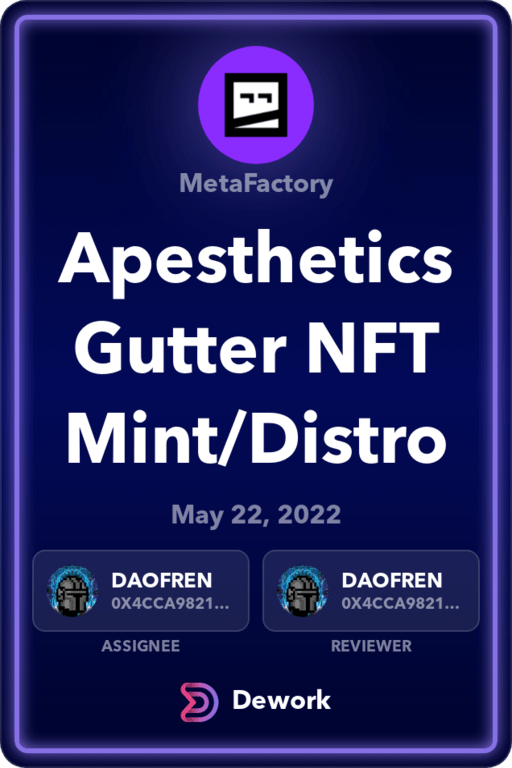 MetaFactory
Apesthetics
Gutter NFT
Mint/Distro
May 22, 2022
DAOFREN
0X4CCA9821...
ASSIGNEE
DAOFREN
0X4CCA9821...
REVIEWER
Dework